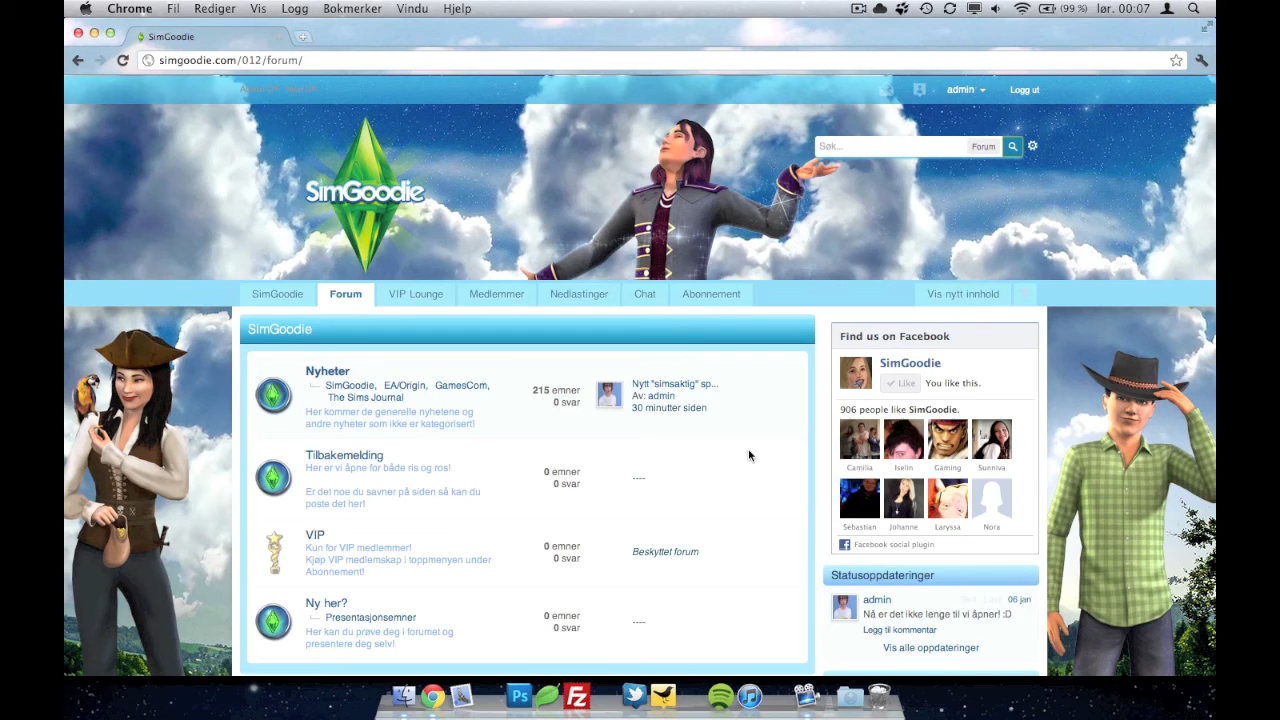 Chrome Fil Rediger Vis Logg Bokmerker Vindu Hjelp (99 %) lør. 00:07
SimGoodie
simgoodie.com/012/forum/
admin Logg ut
SimGoodie
Søk... Forum
SimGoodie Forum VIP Lounge Medlemmer Nedlastinger Chat Abonnement Vis nytt innhold
SimGoodie
Nyheter
SimGoodie, EA/Origin, GamesCom,
The Sims Journal
Her kommer de generelle nyhetene og
andre nyheter som ikke er kategorisert!
215 emner
0 svar
Nytt "simsaktig" sp...
Av: admin
30 minutter siden
Tilbakemelding
Her er vi åpne for både ris og ros!
Er det noe du savner på siden så kan du
poste det her!
0 emner
0 svar
----
VIP
Kun for VIP medlemmer!
Kjøp VIP medlemskap i toppmenyen under
Abonnement!
0 emner
0 svar
Beskyttet forum
Ny her?
Presentasjonsemner
Her kan du prøve deg i forumet og
presentere deg selv!
0 emner
0 svar
----
Find us on Facebook
SimGoodie
Like You like this.
906 people like SimGoodie.
Camilla Iselin Gaming Sunniva
Sebastian Johanne Laryssa Nora
Facebook social plugin
Statusoppdateringer
admin 06 jan
Nå er det ikke lenge til vi åpner! :D
Legg til kommentar
Vis alle oppdateringer
Ps Fz